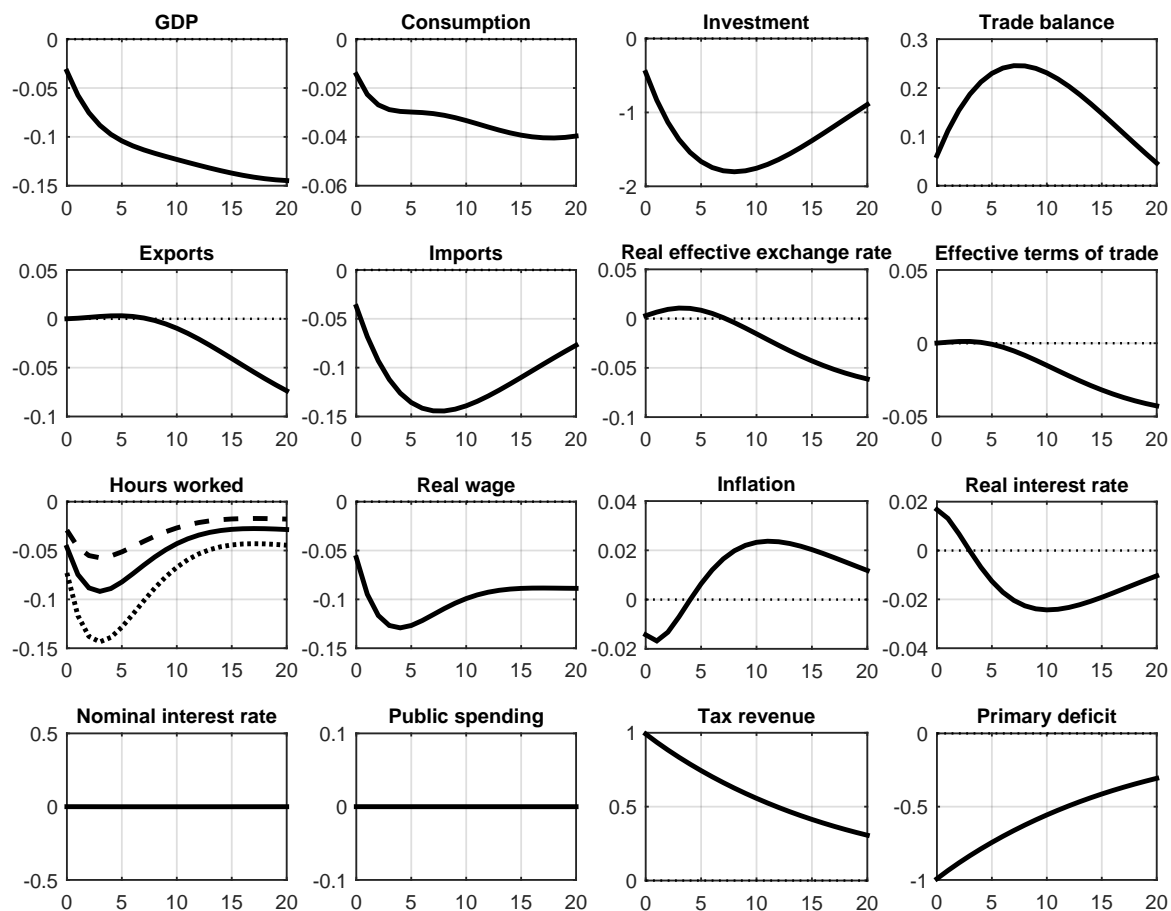 GDP
0
-0.05
-0.1
-0.15
0 5 10 15 20
Consumption
0
-0.02
-0.04
-0.06
0 5 10 15 20
Investment
0
-1
-2
0 5 10 15 20
Trade balance
0.3
0.2
0.1
0
0 5 10 15 20
Exports
0.05
0
-0.05
-0.1
0 5 10 15 20
Imports
0
-0.05
-0.1
-0.15
0 5 10 15 20
Real effective exchange rate
0.05
0
-0.05
-0.1
0 5 10 15 20
Effective terms of trade
0.05
0
-0.05
0 5 10 15 20
Hours worked
0
-0.05
-0.1
-0.15
0 5 10 15 20
Real wage
0
-0.05
-0.1
-0.15
0 5 10 15 20
Inflation
0.04
0.02
0
-0.02
0 5 10 15 20
Real interest rate
0.02
0
-0.02
-0.04
0 5 10 15 20
Nominal interest rate
0.5
0
-0.5
0 5 10 15 20
Public spending
0.1
0
-0.1
0 5 10 15 20
Tax revenue
1
0.5
0
0 5 10 15 20
Primary deficit
0
-0.5
-1
0 5 10 15 20